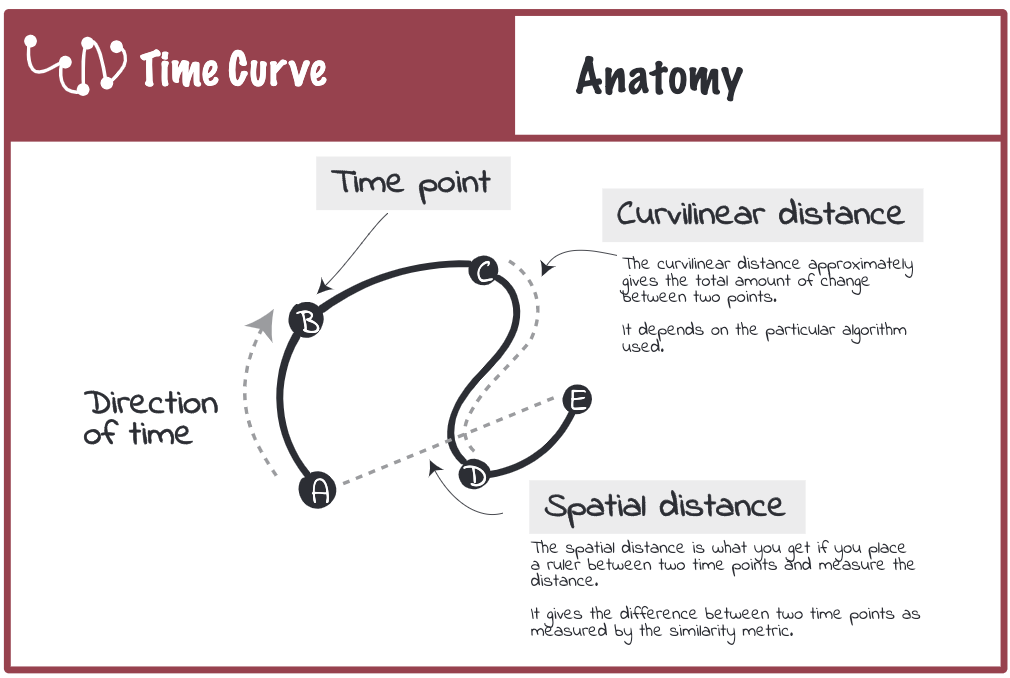 Time Curve
Anatomy
Time point
Curvilinear distance
The curvilinear distance approximately
gives the total amount of change
between two points.
It depends on the particular algorithm
used.
C
B
Direction
of time
E
A
D
Spatial distance
The spatial distance is what you get if you place
a ruler between two time points and measure the
distance.
It gives the difference between two time points as
measured by the similarity metric.